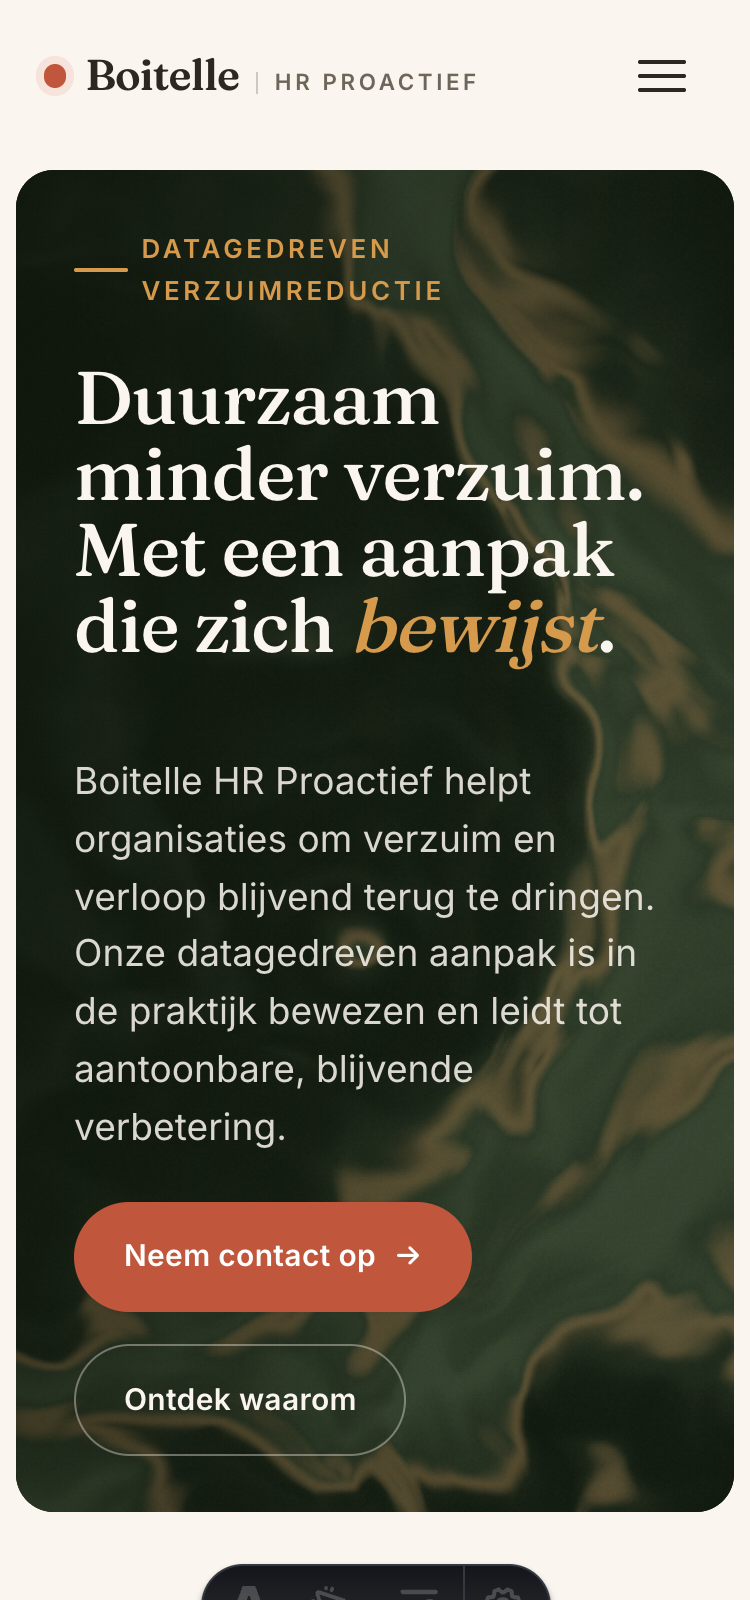 Boitelle | HR PROACTIEF
DATAGEDREVEN
VERZUIMREDUCTIE
Duurzaam
minder verzuim.
Met een aanpak
die zich bewijst.
Boitelle HR Proactief helpt
organisaties om verzuim en
verloop blijvend terug te dringen.
Onze datagedreven aanpak is in
de praktijk bewezen en leidt tot
aantoonbare, blijvende
verbetering.
Neem contact op →
Ontdek waarom